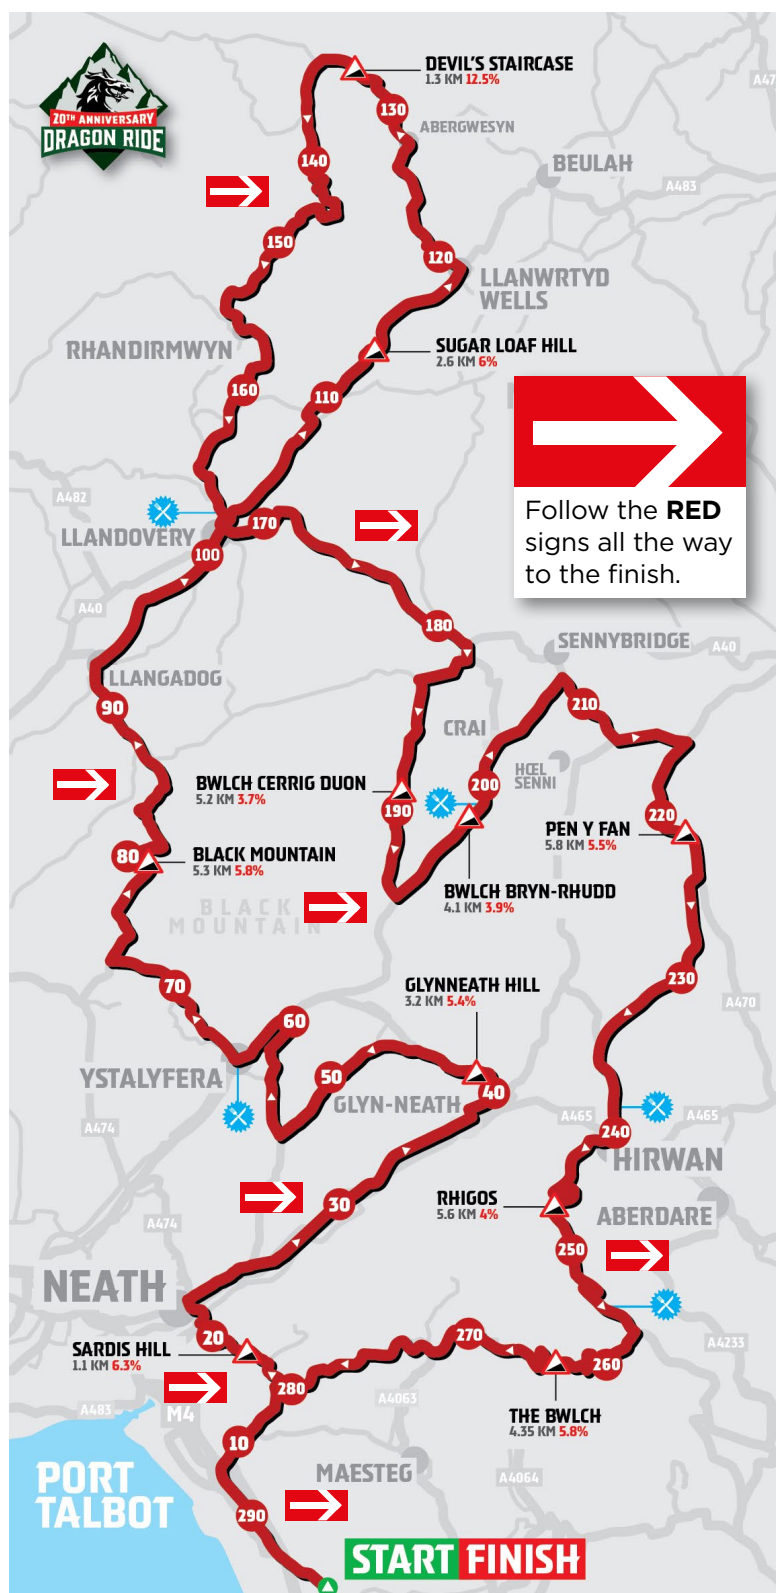 20TH ANNIVERSARY
DRAGON RIDE
DEVIL'S STAIRCASE
1.3 KM 12.5%
A47
130
ABERGWESYN
140
BEULAH
A483
150
120
LLANWRTYD
WELLS
RHANDIRMWYN
SUGAR LOAF HILL
2.6 KM 6%
160
110
A482
Follow the RED
signs all the way
to the finish.
LLANDOVERY
170
100
A40
180
SENNYBRIDGE
A40
LLANGADOG
90
210
CRAI
HŒL
SENNI
BWLCH CERRIG DUON
5.2 KM 3.7%
200
190
220
PEN Y FAN
5.8 KM 5.5%
80
BLACK MOUNTAIN
5.3 KM 5.8%
BWLCH BRYN-RHUDD
4.1 KM 3.9%
BLACK
MOUNTAIN
70
GLYNNEATH HILL
3.2 KM 5.4%
230
A470
60
YSTALYFERA
50
40
GLYN-NEATH
A465
A465
A474
240
HIRWAN
30
RHIGOS
5.6 KM 4%
ABERDARE
A474
250
NEATH
20
270
SARDIS HILL
1.1 KM 6.3%
260
A4233
280
A483
M4
A4063
THE BWLCH
4.35 KM 5.8%
10
MAESTEG
A4064
PORT
TALBOT
290
START FINISH